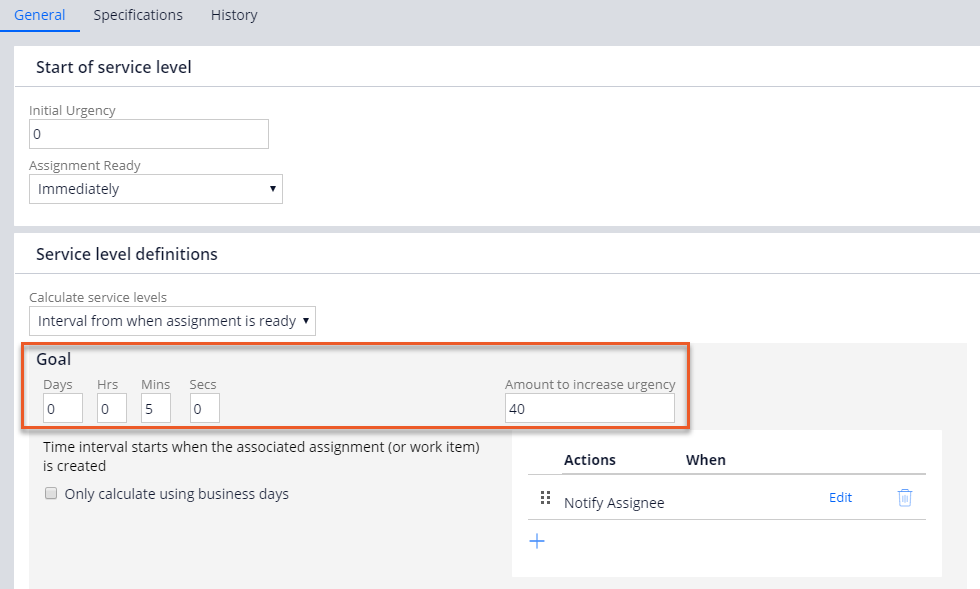 General Specifications History
Start of service level
Initial Urgency
0
Assignment Ready
Immediately
Service level definitions
Calculate service levels
Interval from when assignment is ready
Goal
Days Hrs Mins Secs Amount to increase urgency
0 0 5 0 40
Time interval starts when the associated assignment (or work item)
is created
Only calculate using business days
Actions When
Notify Assignee Edit